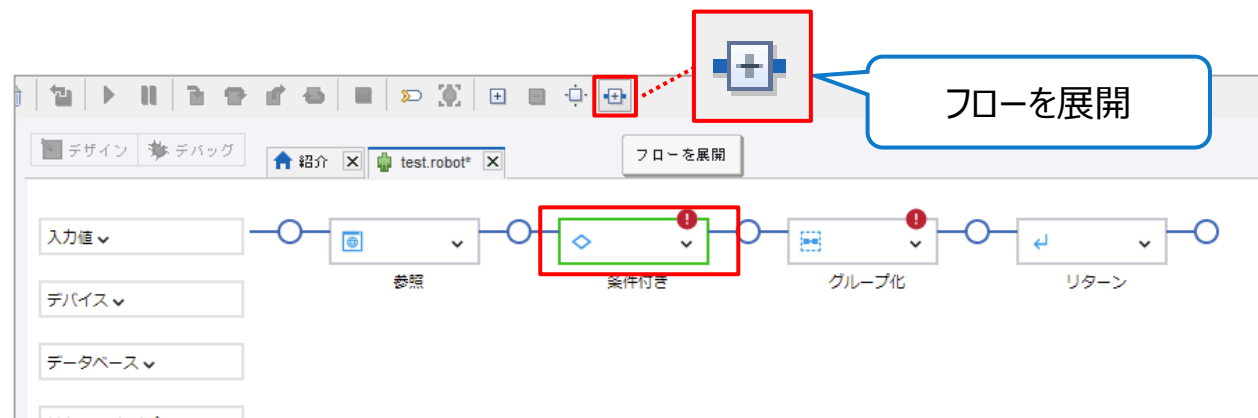 フローを展開
デザイン
デバッグ
紹介
test.robot*
フローを展開
入力値
参照
条件付き
グループ化
リターン
デバイス
データベース